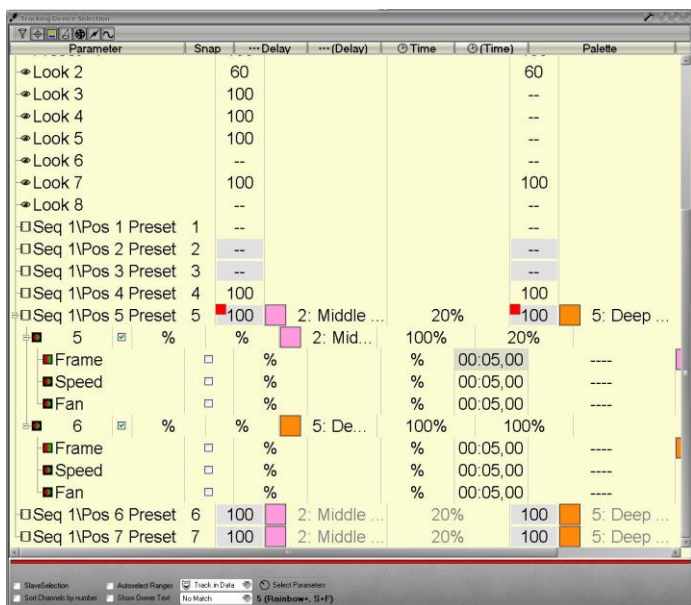 Tracking Device Selection
Parameter Snap ··· Delay ··· (Delay) Time (Time) Palette
Look 2 60 60
Look 3 100 --
Look 4 100 --
Look 5 100 --
Look 6 -- --
Look 7 100 100
Look 8 -- --
Seq 1\Pos 1 Preset 1 -- --
Seq 1\Pos 2 Preset 2 -- --
Seq 1\Pos 3 Preset 3 -- --
Seq 1\Pos 4 Preset 4 100 100
Seq 1\Pos 5 Preset 5 100 2: Middle ... 20% 100 5: Deep ...
5 % % 2: Mid... 100% 20%
Frame % % 00:05,00 ----
Speed % % 00:05,00 ----
Fan % % 00:05,00 ----
6 % % 5: De... 100% 100%
Frame % % 00:05,00 ----
Speed % % 00:05,00 ----
Fan % % 00:05,00 ----
Seq 1\Pos 6 Preset 6 100 2: Middle ... 20% 100 5: Deep ...
Seq 1\Pos 7 Preset 7 100 2: Middle ... 20% 100 5: Deep ...
SlaveSelection Autoselect Ranges Track in Data Select Parameters
Sort Channels by number Show Owner Text No Match 5 (Rainbow+, S+F)